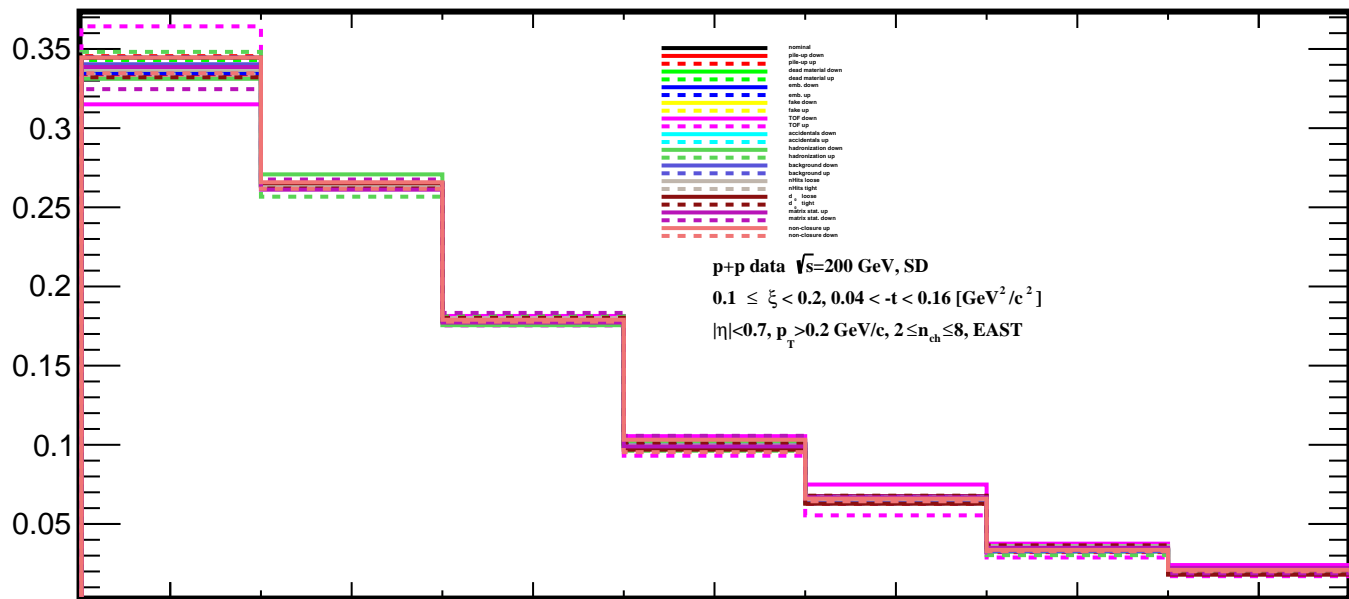 0.35
0.3
0.25
0.2
0.15
0.1
0.05
nominal
pile-up down
pile-up up
dead material down
dead material up
emb. down
emb. up
fake down
fake up
TOF down
TOF up
accidentals down
accidentals up
hadronization down
hadronization up
background down
background up
nHits loose
nHits tight
d₀ loose
d₀ tight
matrix stat. up
matrix stat. down
non-closure up
non-closure down
p+p data √s=200 GeV, SD
0.1 ≤ ξ < 0.2, 0.04 < -t < 0.16 [GeV²/c²]
|η|<0.7, p_T>0.2 GeV/c, 2≤n_ch≤8, EAST